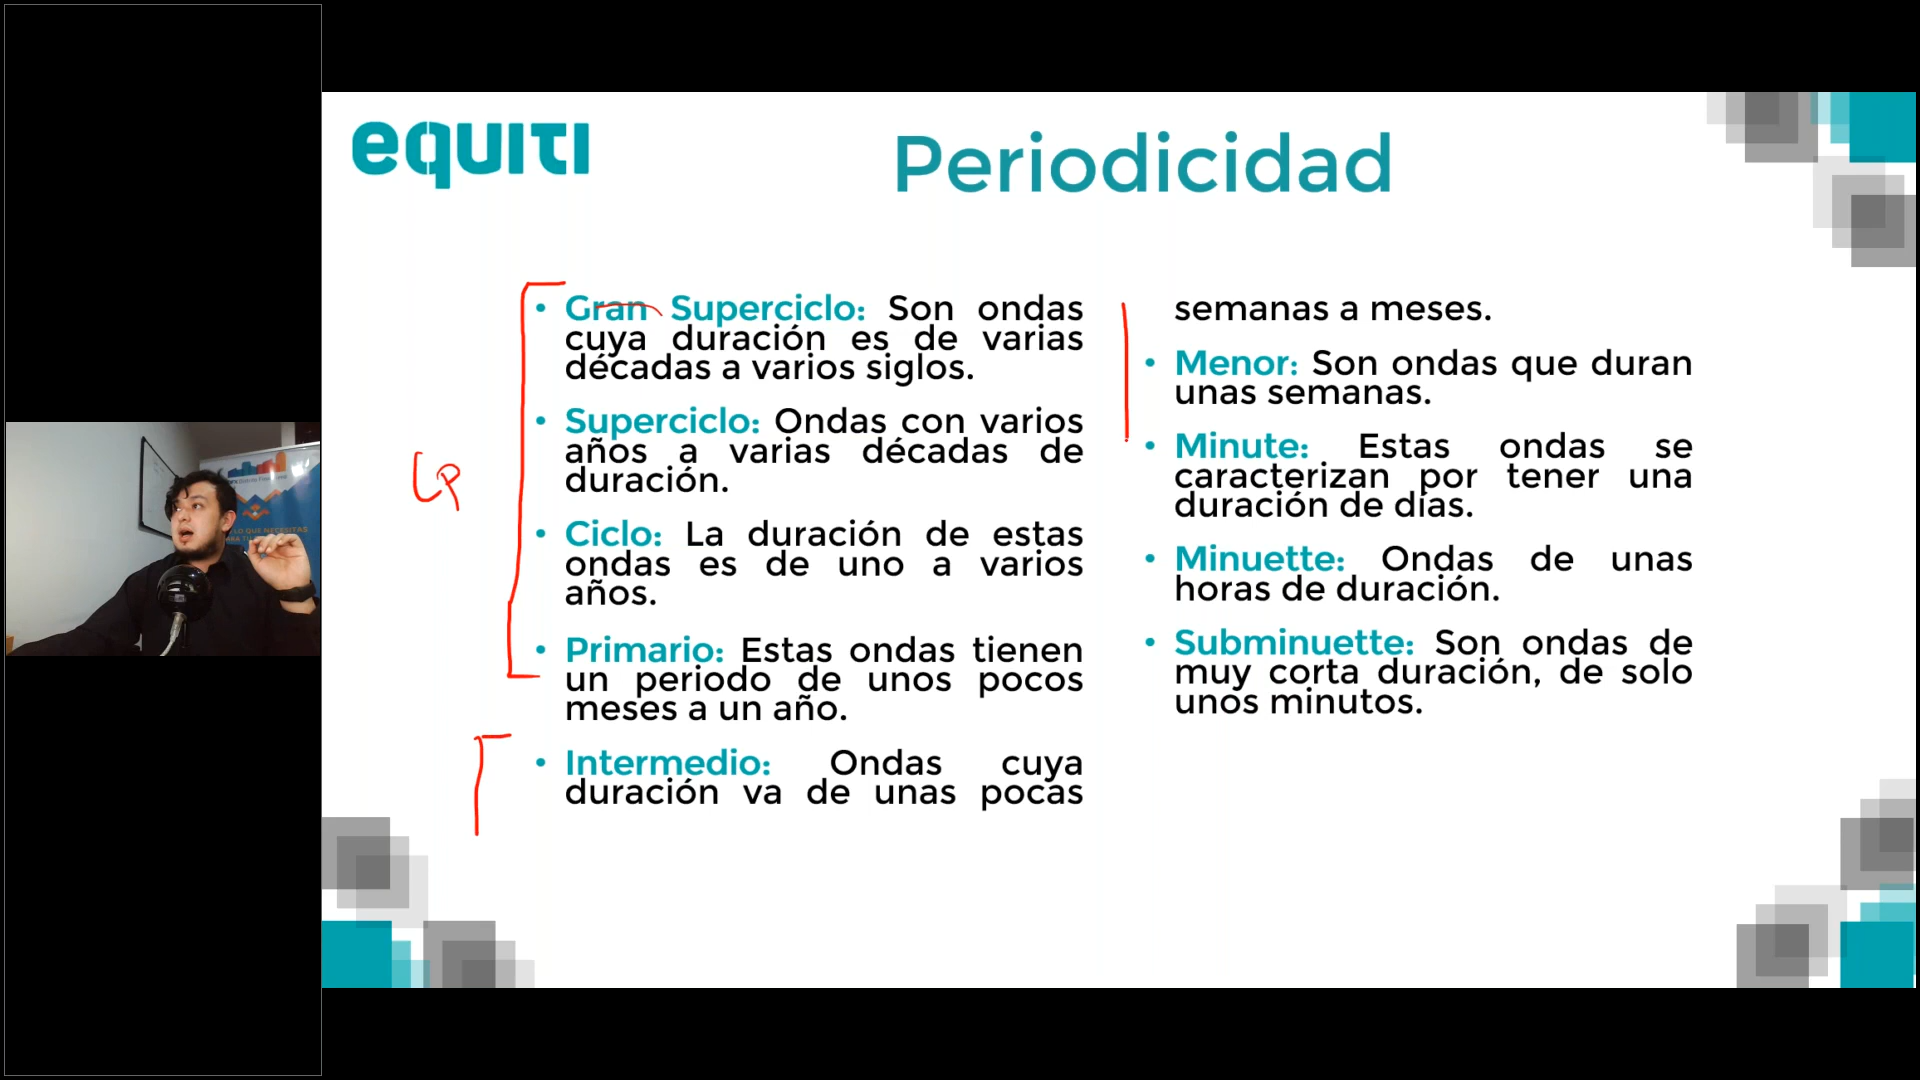 equiti
Periodicidad
• Gran Superciclo: Son ondas
cuya duración es de varias
décadas a varios siglos.
• Superciclo: Ondas con varios
años a varias décadas de
duración.
• Ciclo: La duración de estas
ondas es de uno a varios
años.
• Primario: Estas ondas tienen
un periodo de unos pocos
meses a un año.
• Intermedio: Ondas cuya
duración va de unas pocas
semanas a meses.
• Menor: Son ondas que duran
unas semanas.
• Minute: Estas ondas se
caracterizan por tener una
duración de días.
• Minuette: Ondas de unas
horas de duración.
• Subminuette: Son ondas de
muy corta duración, de solo
unos minutos.
LP